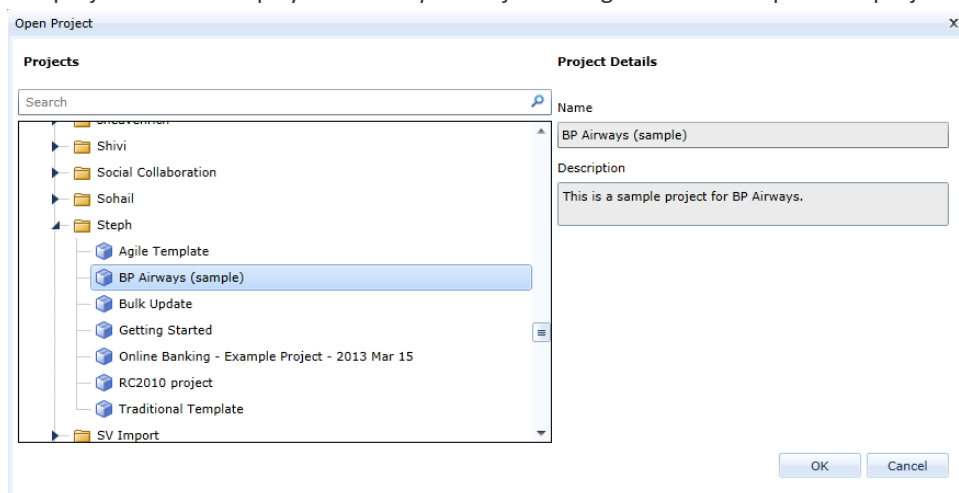 Open Project
X
Projects
Project Details
Search
Name
BP Airways (sample)
Description
This is a sample project for BP Airways.
Shivi
Social Collaboration
Sohail
Steph
Agile Template
BP Airways (sample)
Bulk Update
Getting Started
Online Banking - Example Project - 2013 Mar 15
RC2010 project
Traditional Template
SV Import
OK
Cancel